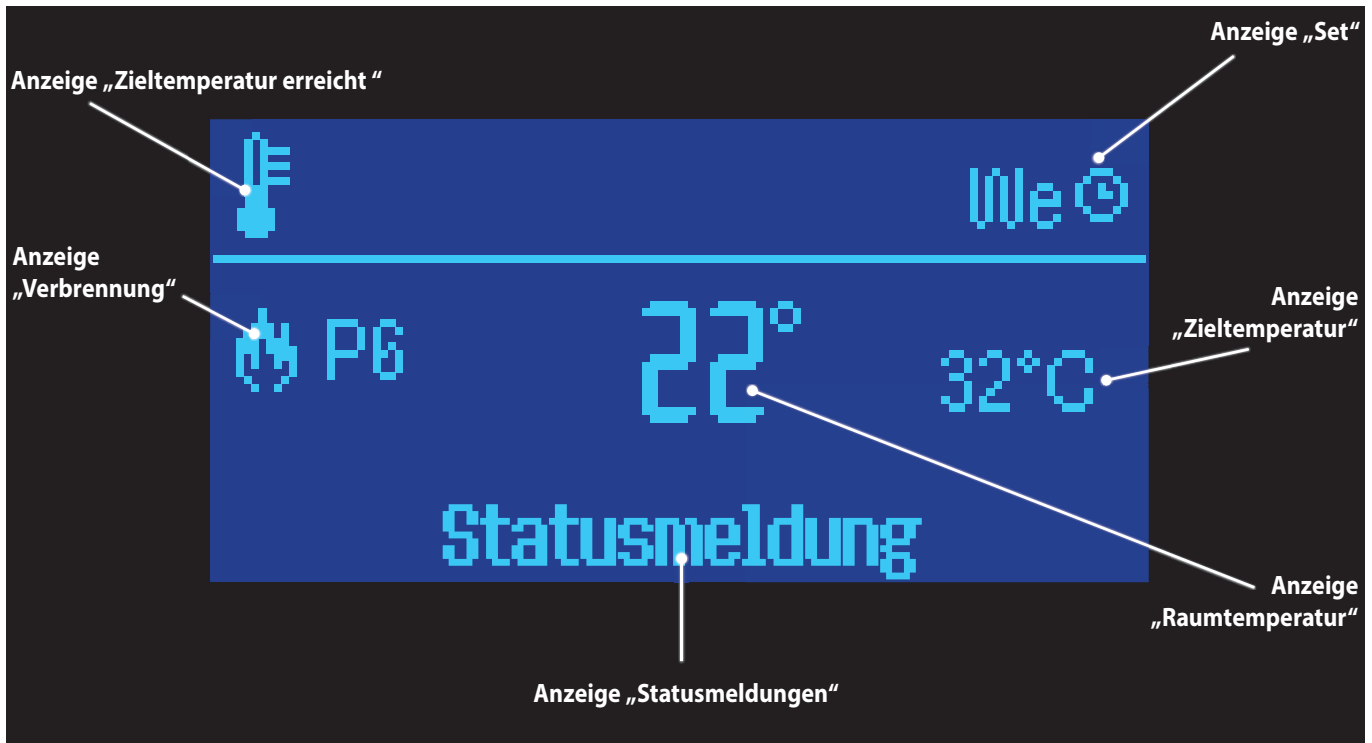 Anzeige „Set“
Anzeige „Zieltemperatur erreicht “
We
Anzeige
„Verbrennung“
P6
22°
32°C
Anzeige
„Zieltemperatur“
Statusmeldung
Anzeige
„Raumtemperatur“
Anzeige „Statusmeldungen“